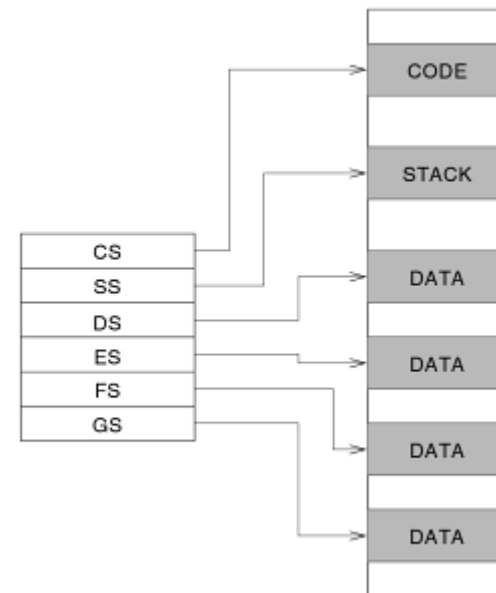 CS
SS
DS
ES
FS
GS
CODE
STACK
DATA
DATA
DATA
DATA